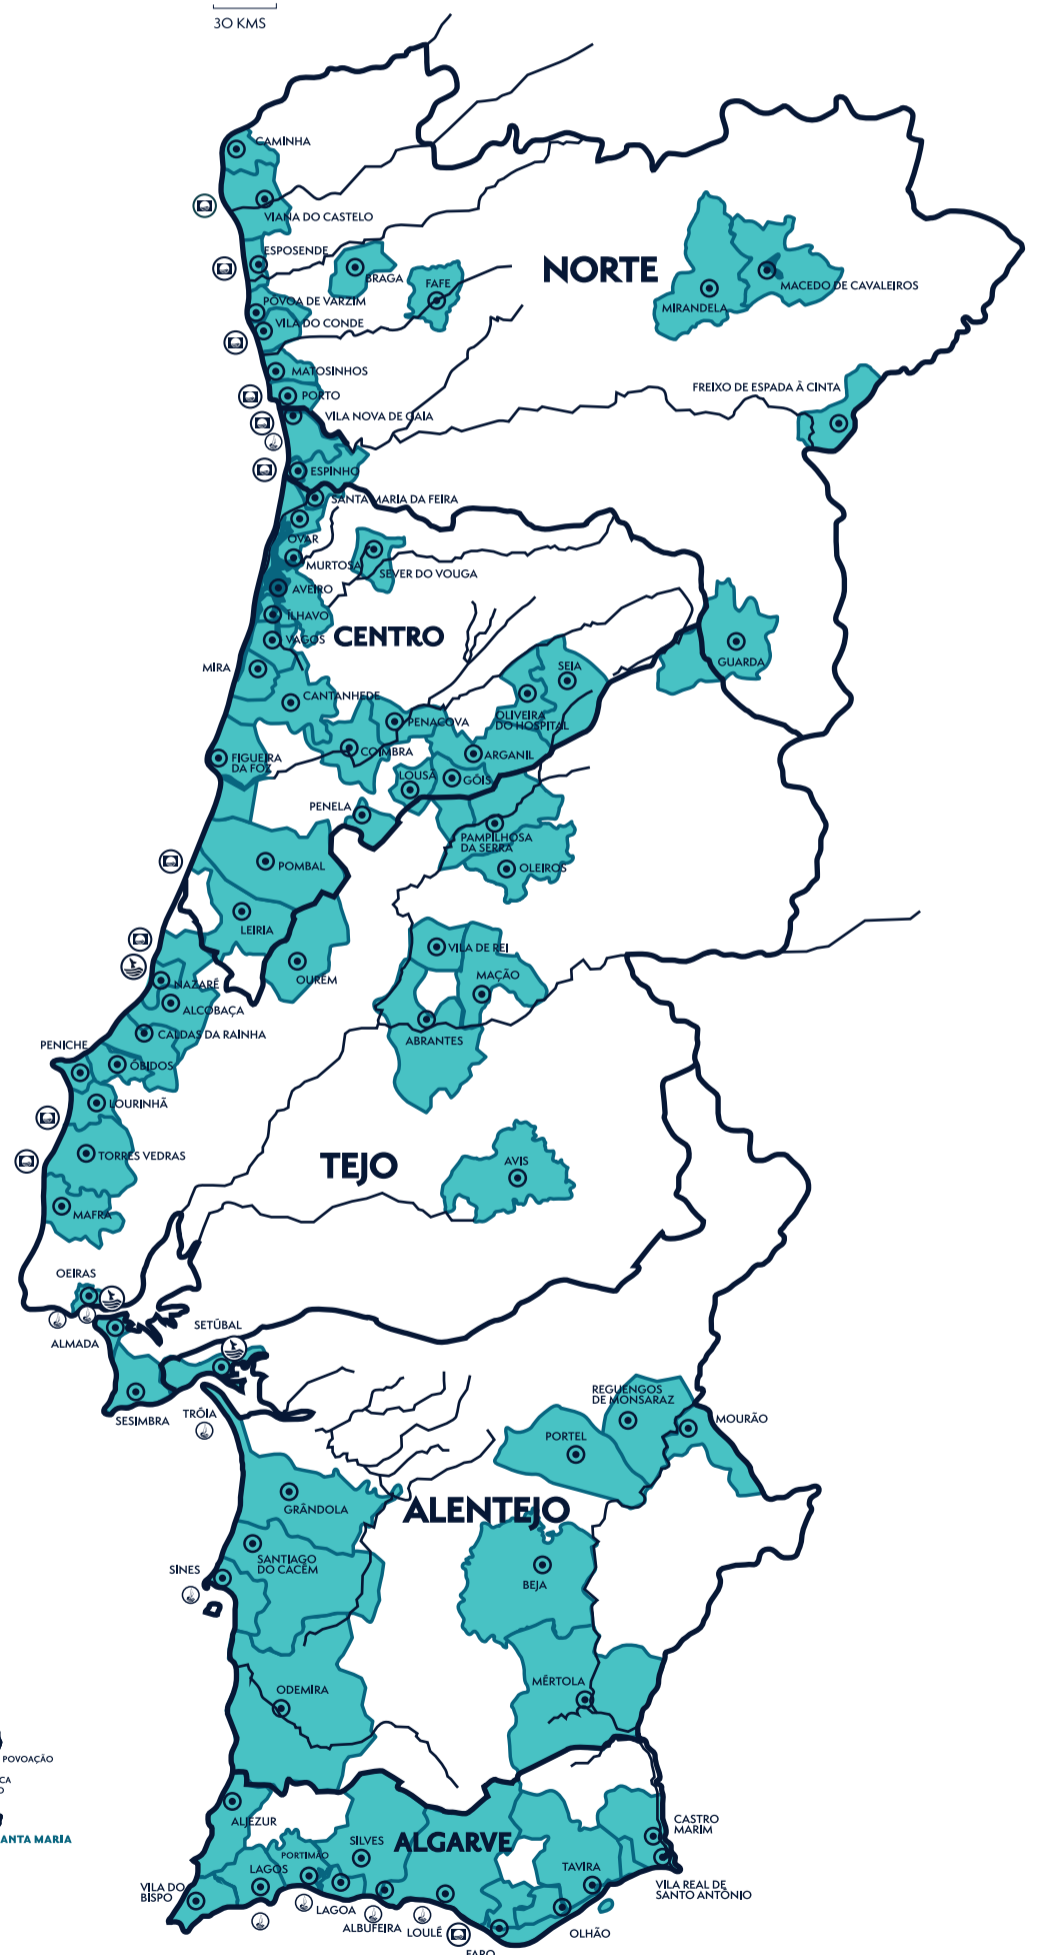 30 KMS
CAMINHA
VIANA DO CASTELO
ESPOSENDE
BRAGA
FAFE
NORTE
MACEDO DE CAVALEIROS
MIRANDELA
PÓVOA DE VARZIM
VILA DO CONDE
MATOSINHOS
PORTO
FREIXO DE ESPADA À CINTA
VILA NOVA DE GAIA
ESPINHO
SANTA MARIA DA FEIRA
OVAR
MURTOSA
SEVER DO VOUGA
AVEIRO
ÍLHAVO
VAGOS
CENTRO
MIRA
SEIA
GUARDA
CANTANHEDE
PENACOVA
OLIVEIRA
DO HOSPITAL
COIMBRA
ARGANIL
FIGUEIRA
DA FOZ
LOUSÃ
GÓIS
PENELA
PAMPILHOSA
DA SERRA
POMBAL
OLEIROS
LEIRIA
VILA DE REI
OURÉM
MAÇÃO
NAZARÉ
ALCOBAÇA
CALDAS DA RAINHA
ABRANTES
PENICHE
ÓBIDOS
LOURINHÃ
TORRES VEDRAS
TEJO
AVIS
MAFRA
OEIRAS
SETÚBAL
ALMADA
SESIMBRA
TRÓIA
REGUENGOS
DE MONSARAZ
MOURÃO
PORTEL
GRÂNDOLA
ALENTEJO
SANTIAGO
DO CACÉM
SINES
BEJA
ODEMIRA
MÉRTOLA
POVOAÇÃO
CA
O
ANTA MARIA
ALJEZUR
CASTRO
MARIM
SILVES
ALGARVE
PORTIMÃO
LAGOS
TAVIRA
VILA DO
BISPO
VILA REAL DE
SANTO ANTÓNIO
LAGOA
ALBUFEIRA
LOULÉ
OLHÃO
FARO